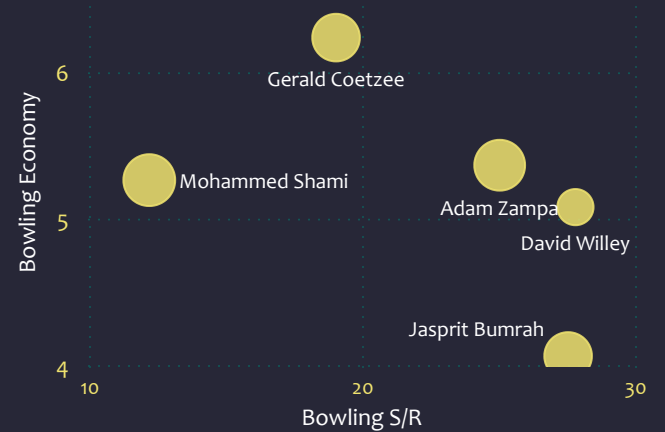 6
Gerald Coetzee
Bowling Economy
Mohammed Shami
Adam Zampa
5
David Willey
Jasprit Bumrah
4
10
20
30
Bowling S/R